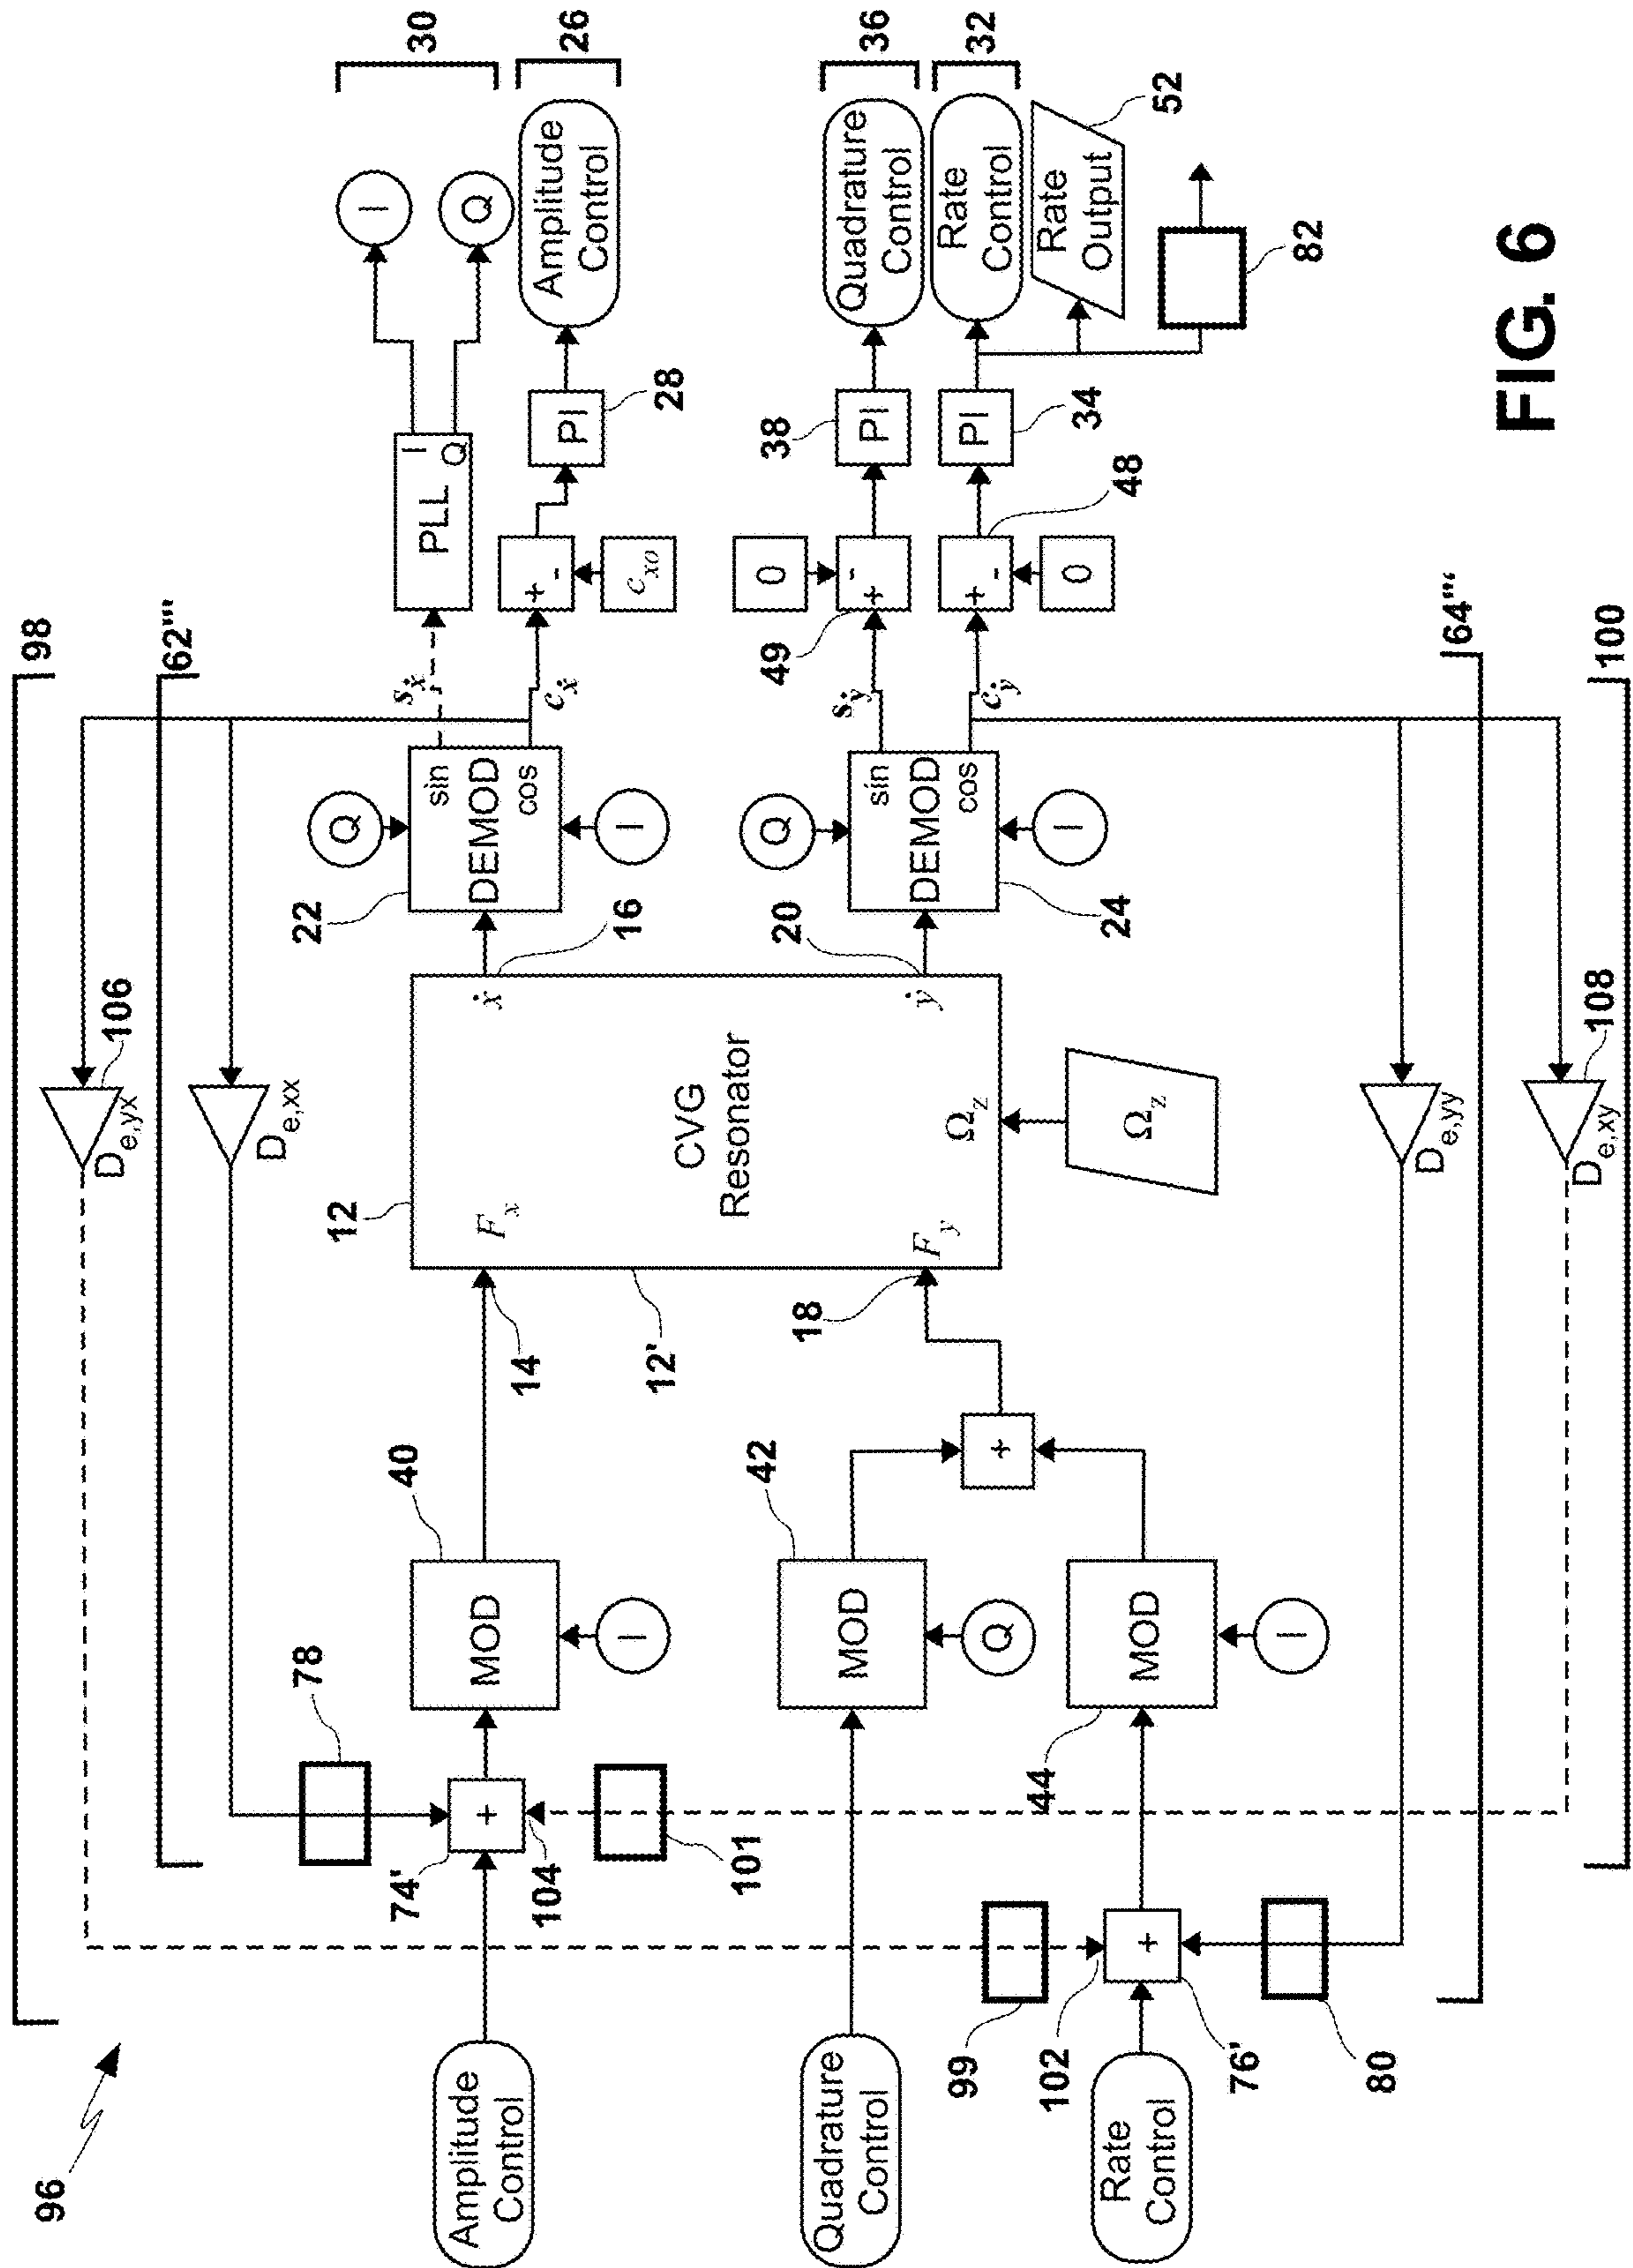 96
98
62'''
106
D_e,yx
D_e,xx
30
I
Q
26
Amplitude
Control
PLL
I
Q
PI
28
+
-
c_xo
s_ẋ
c_ẋ
Q
sin
DEMOD
cos
I
22
16
12
F_x
ẋ
CVG
Resonator
F_y
ẏ
Ω_z
Ω_z
14
12'
18
20
40
MOD
I
78
74'
+
104
101
Amplitude
Control
36
Quadrature
Control
32
Rate
Control
Rate
Output
52
82
38
PI
PI
34
0
-
+
49
+
-
48
0
s_ẏ
c_ẏ
Q
sin
DEMOD
cos
I
24
42
MOD
Q
+
MOD
44
I
Quadrature
Control
99
102
+
76'
80
Rate
Control
64'''
100
D_e,yy
108
D_e,xy
FIG. 6